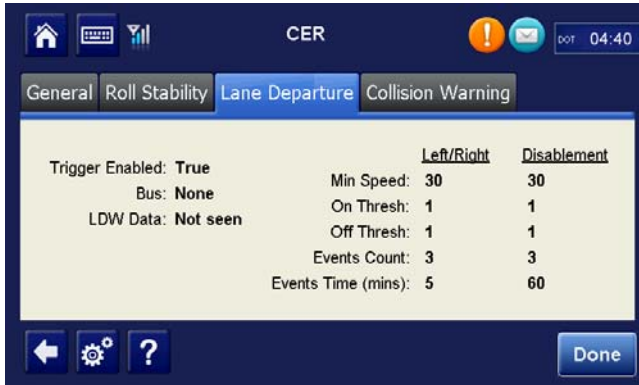 CER
DOT 04:40
General Roll Stability Lane Departure Collision Warning
Left/Right Disablement
Trigger Enabled: True
Bus: None
LDW Data: Not seen
Min Speed: 30 30
On Thresh: 1 1
Off Thresh: 1 1
Events Count: 3 3
Events Time (mins): 5 60
?
Done